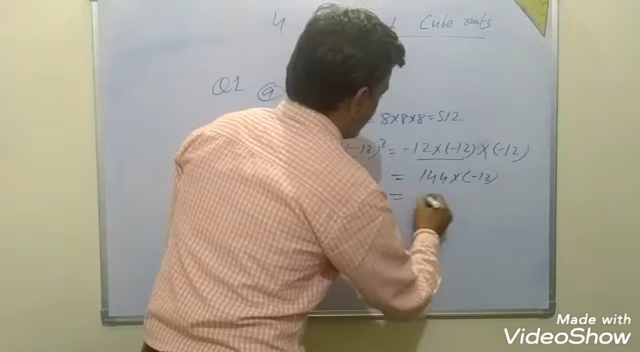 4 Cube roots
Q1 (a)
= 8×8×8 = 512
(-12)³ = -12×(-12)×(-12)
= 144×(-12)
=
Made with
VideoShow